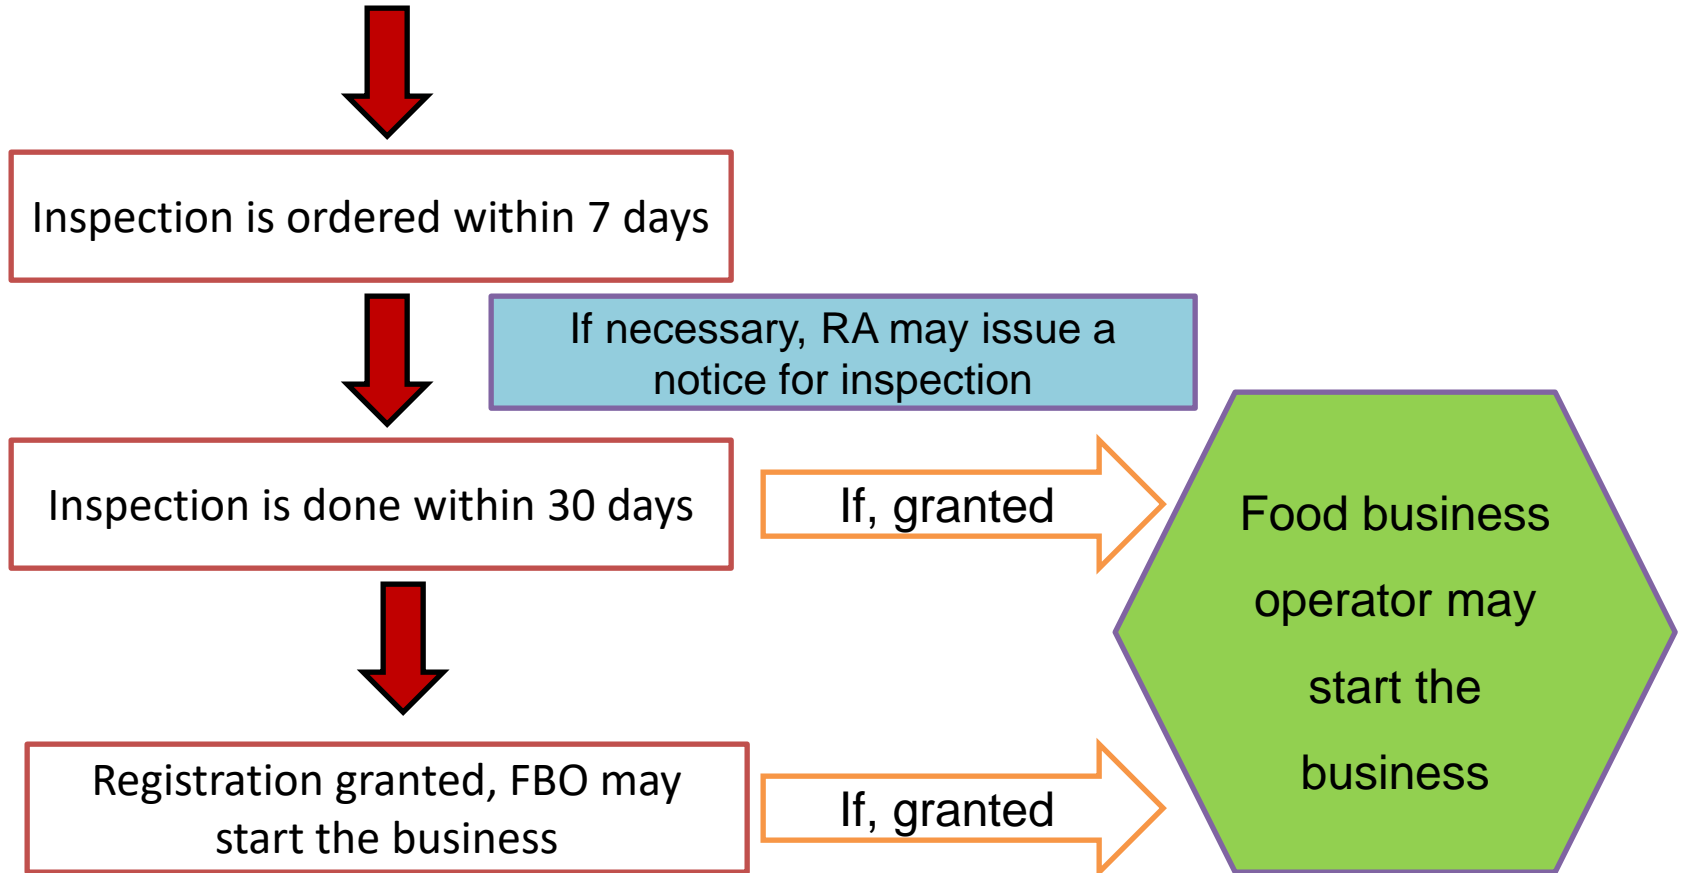 Inspection is ordered within 7 days
If necessary, RA may issue a
notice for inspection
Inspection is done within 30 days
If, granted
Food business
operator may
start the
business
Registration granted, FBO may
start the business
If, granted